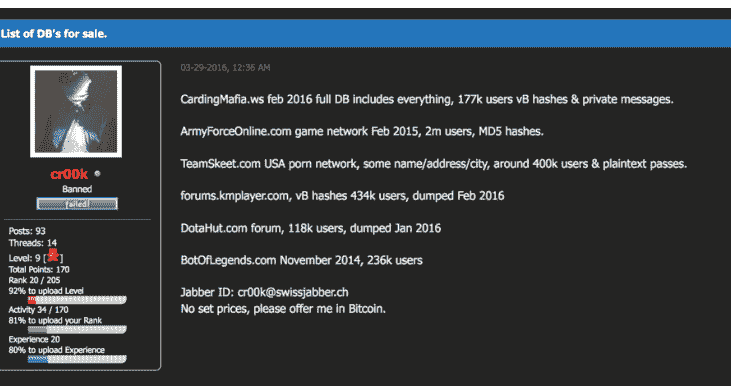 List of DB's for sale.
03-29-2016, 12:36 AM
CardingMafia.ws feb 2016 full DB includes everything, 177k users vB hashes & private messages.
ArmyForceOnline.com game network Feb 2015, 2m users, MD5 hashes.
TeamSkeet.com USA porn network, some name/address/city, around 400k users & plaintext passes.
cr00k
forums.kmplayer.com, vB hashes 434k users, dumped Feb 2016
Banned
failed!
DotaHut.com forum, 118k users, dumped Jan 2016
Posts: 93
Threads: 14
Level: 9 [ ]
BotOfLegends.com November 2014, 236k users
Total Points: 170
Rank 20 / 205
92% to upload Level
Jabber ID: cr00k@swissjabber.ch
No set prices, please offer me in Bitcoin.
Activity 34 / 170
81% to upload your Rank
Experience 20
80% to upload Experience